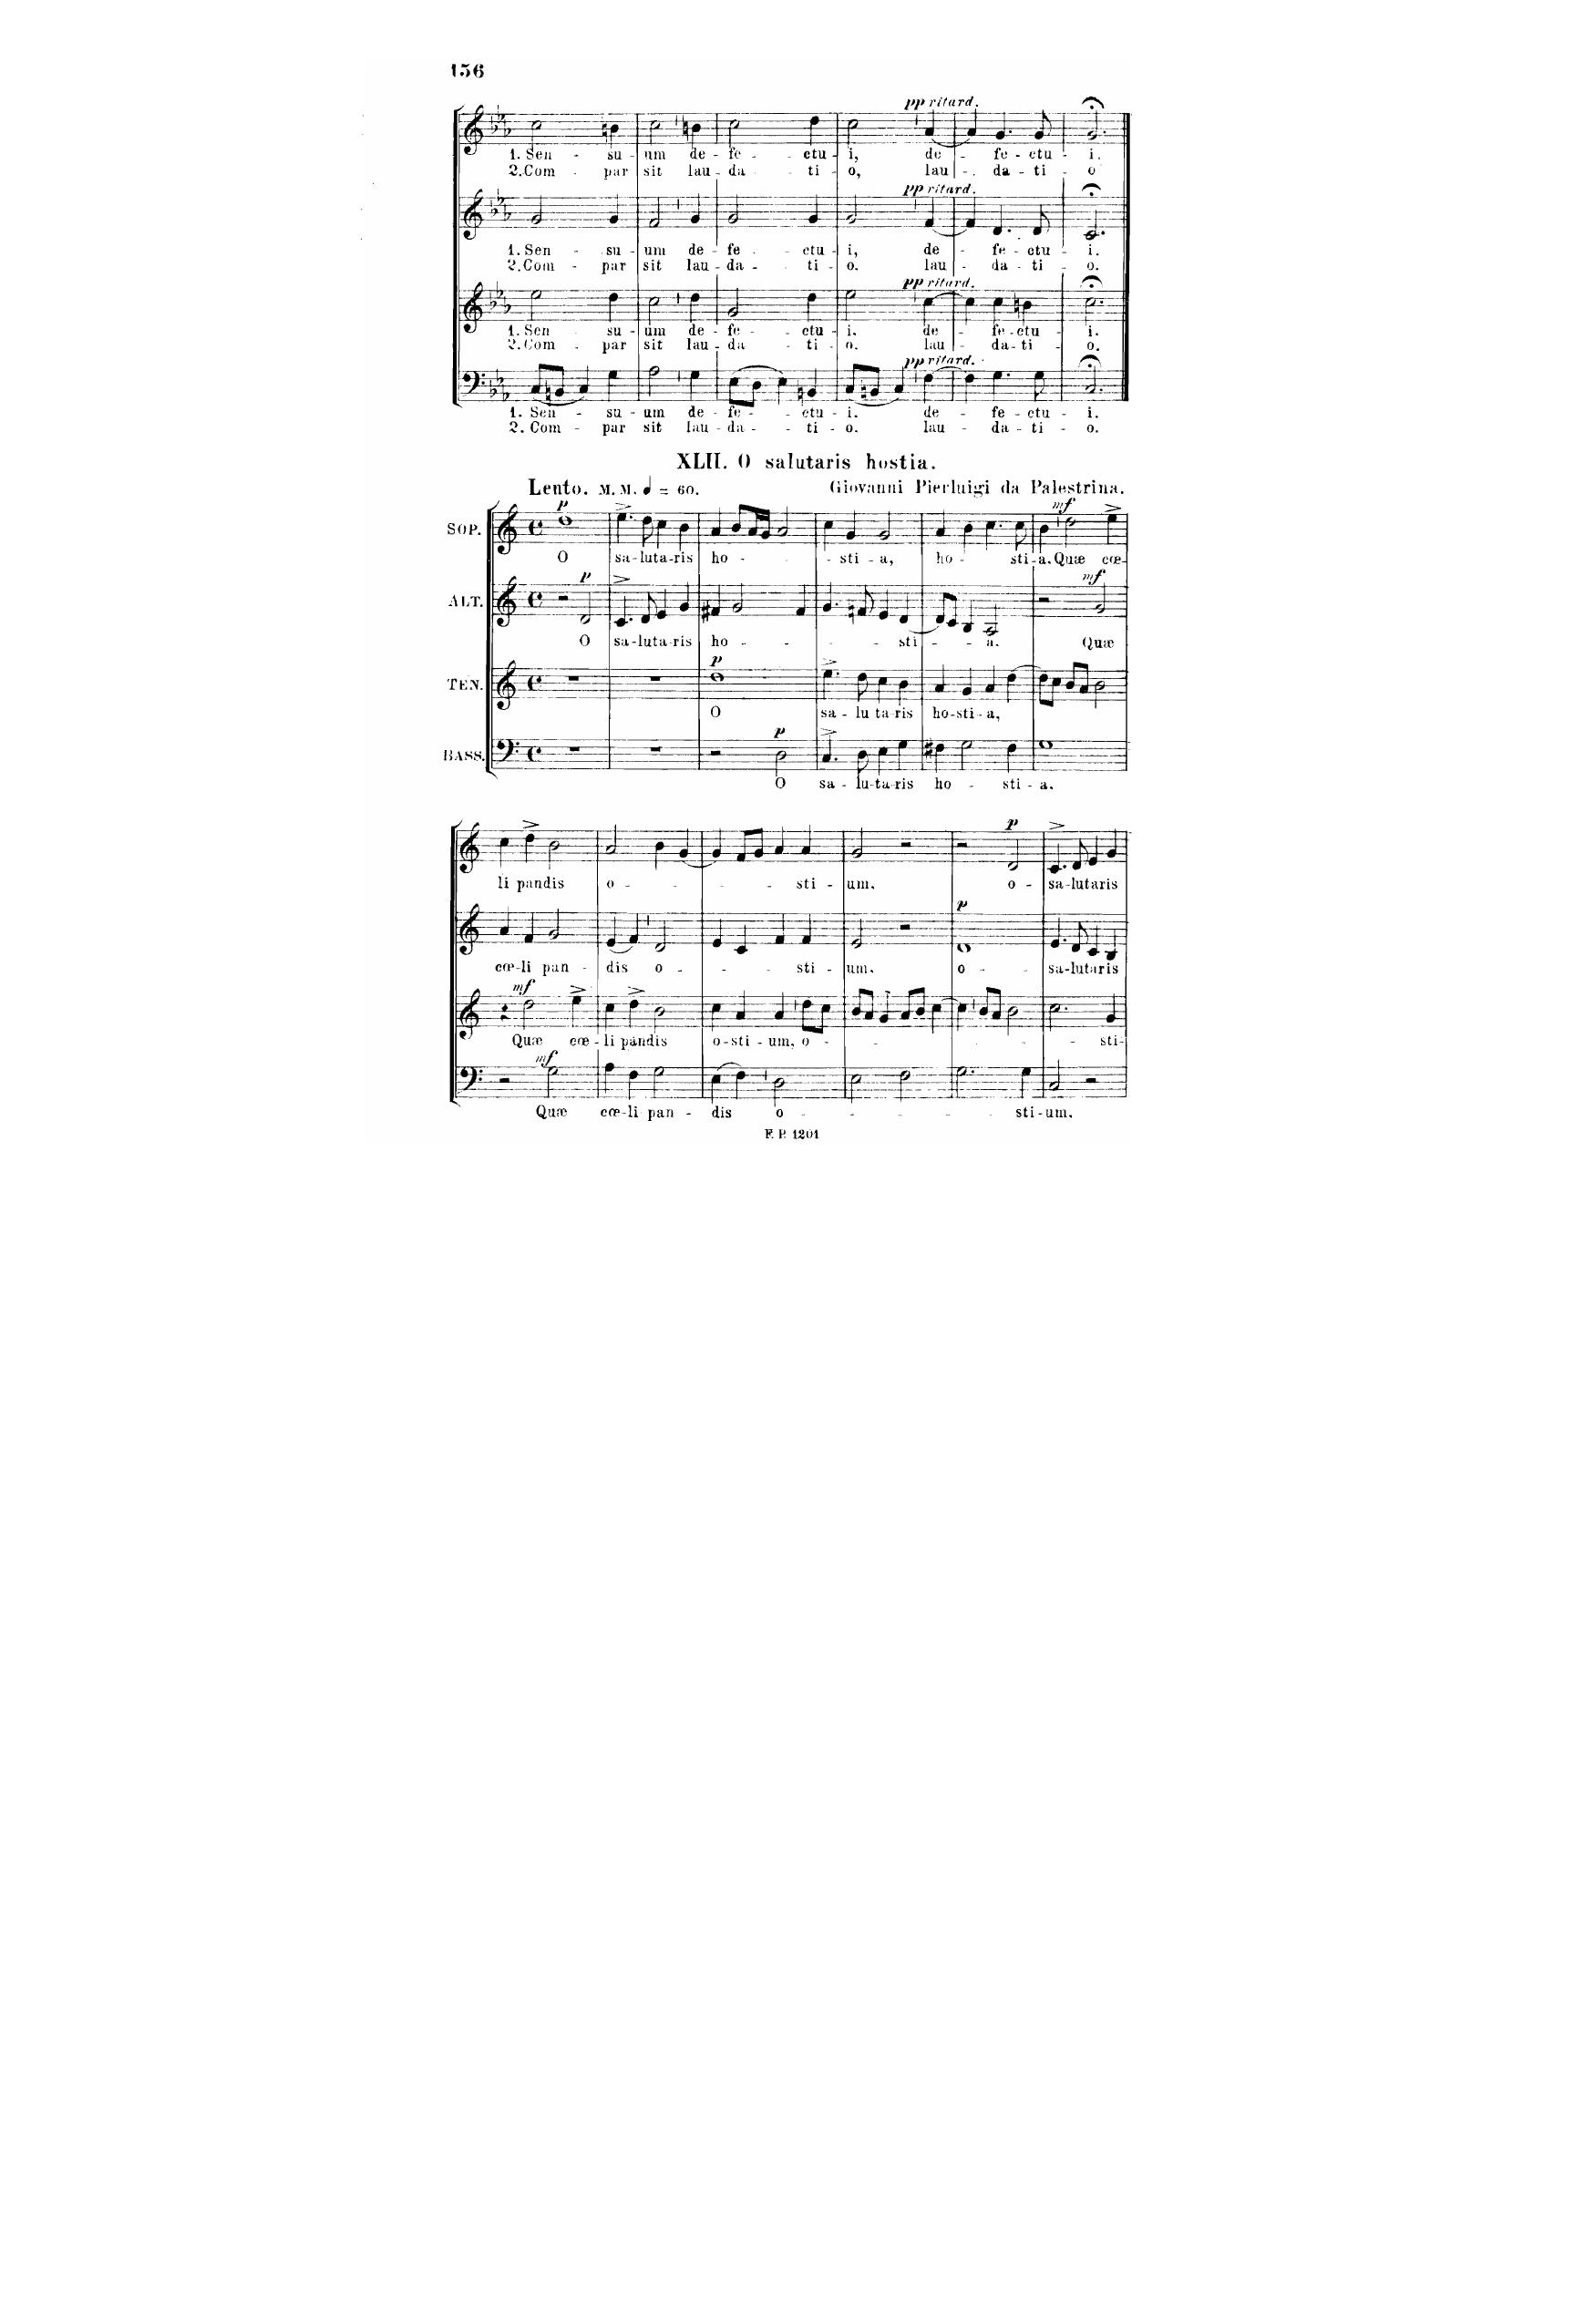 156
pp ritard.
1. Sen - su - um de - fe - ctu - i, de - fe - ctu - i.
2. Com - par sit lau - da - ti - o, lau - da - ti - o
pp ritard.
1. Sen - su - um de - fe - ctu - i, de - fe - ctu - i.
2. Com - par sit lau - da - ti - o. lau - da - ti - o.
pp ritard.
1. Sen - su - um de - fe - ctu - i. de - fe - ctu - i.
2. Com - par sit lau - da - ti - o. lau - da - ti - o.
pp ritard.
1. Sen - su - um de - fe - ctu - i. de - fe - ctu - i.
2. Com - par sit lau - da - ti - o. lau - da - ti - o.
XLII. O salutaris hostia.
Lento. M. M. ♩ = 60. Giovanni Pierluigi da Palestrina.
p mf
SOP.
O sa - luta - ris ho - - sti - a, ho - sti - a. Quæ cœ -
p mf
ALT.
O sa - luta - ris ho - - sti - - a. Quæ
p
TEN.
O sa - lu ta - ris ho - sti - a,
p
BASS.
O sa - lu - ta - ris ho - sti - a.
p
li pandis o - - sti - um. o - sa - lutaris
p
cœ - li pan - dis o - - sti - um. o - sa - lutaris
mf
Quæ cœ - li pandis o - sti - um, o - - sti -
mf
Quæ cœ - li pan - dis o - - sti - um.
F. P. 1201